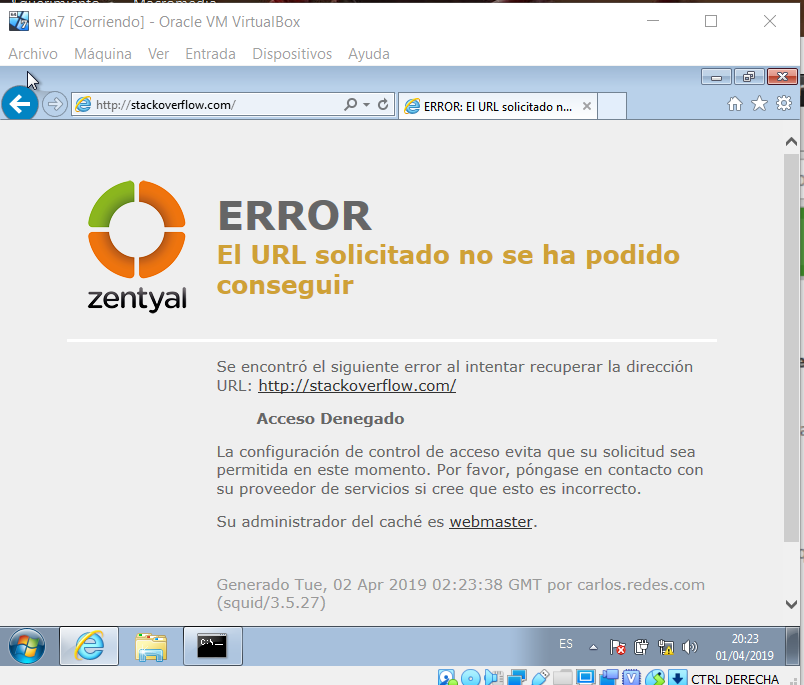 win7 [Corriendo] - Oracle VM VirtualBox
Archivo Máquina Ver Entrada Dispositivos Ayuda
http://stackoverflow.com/
ERROR: El URL solicitado n...
zentyal
ERROR
El URL solicitado no se ha podido
conseguir
Se encontró el siguiente error al intentar recuperar la dirección
URL: http://stackoverflow.com/
Acceso Denegado
La configuración de control de acceso evita que su solicitud sea
permitida en este momento. Por favor, póngase en contacto con
su proveedor de servicios si cree que esto es incorrecto.
Su administrador del caché es webmaster.
Generado Tue, 02 Apr 2019 02:23:38 GMT por carlos.redes.com
(squid/3.5.27)
ES
20:23
01/04/2019
CTRL DERECHA